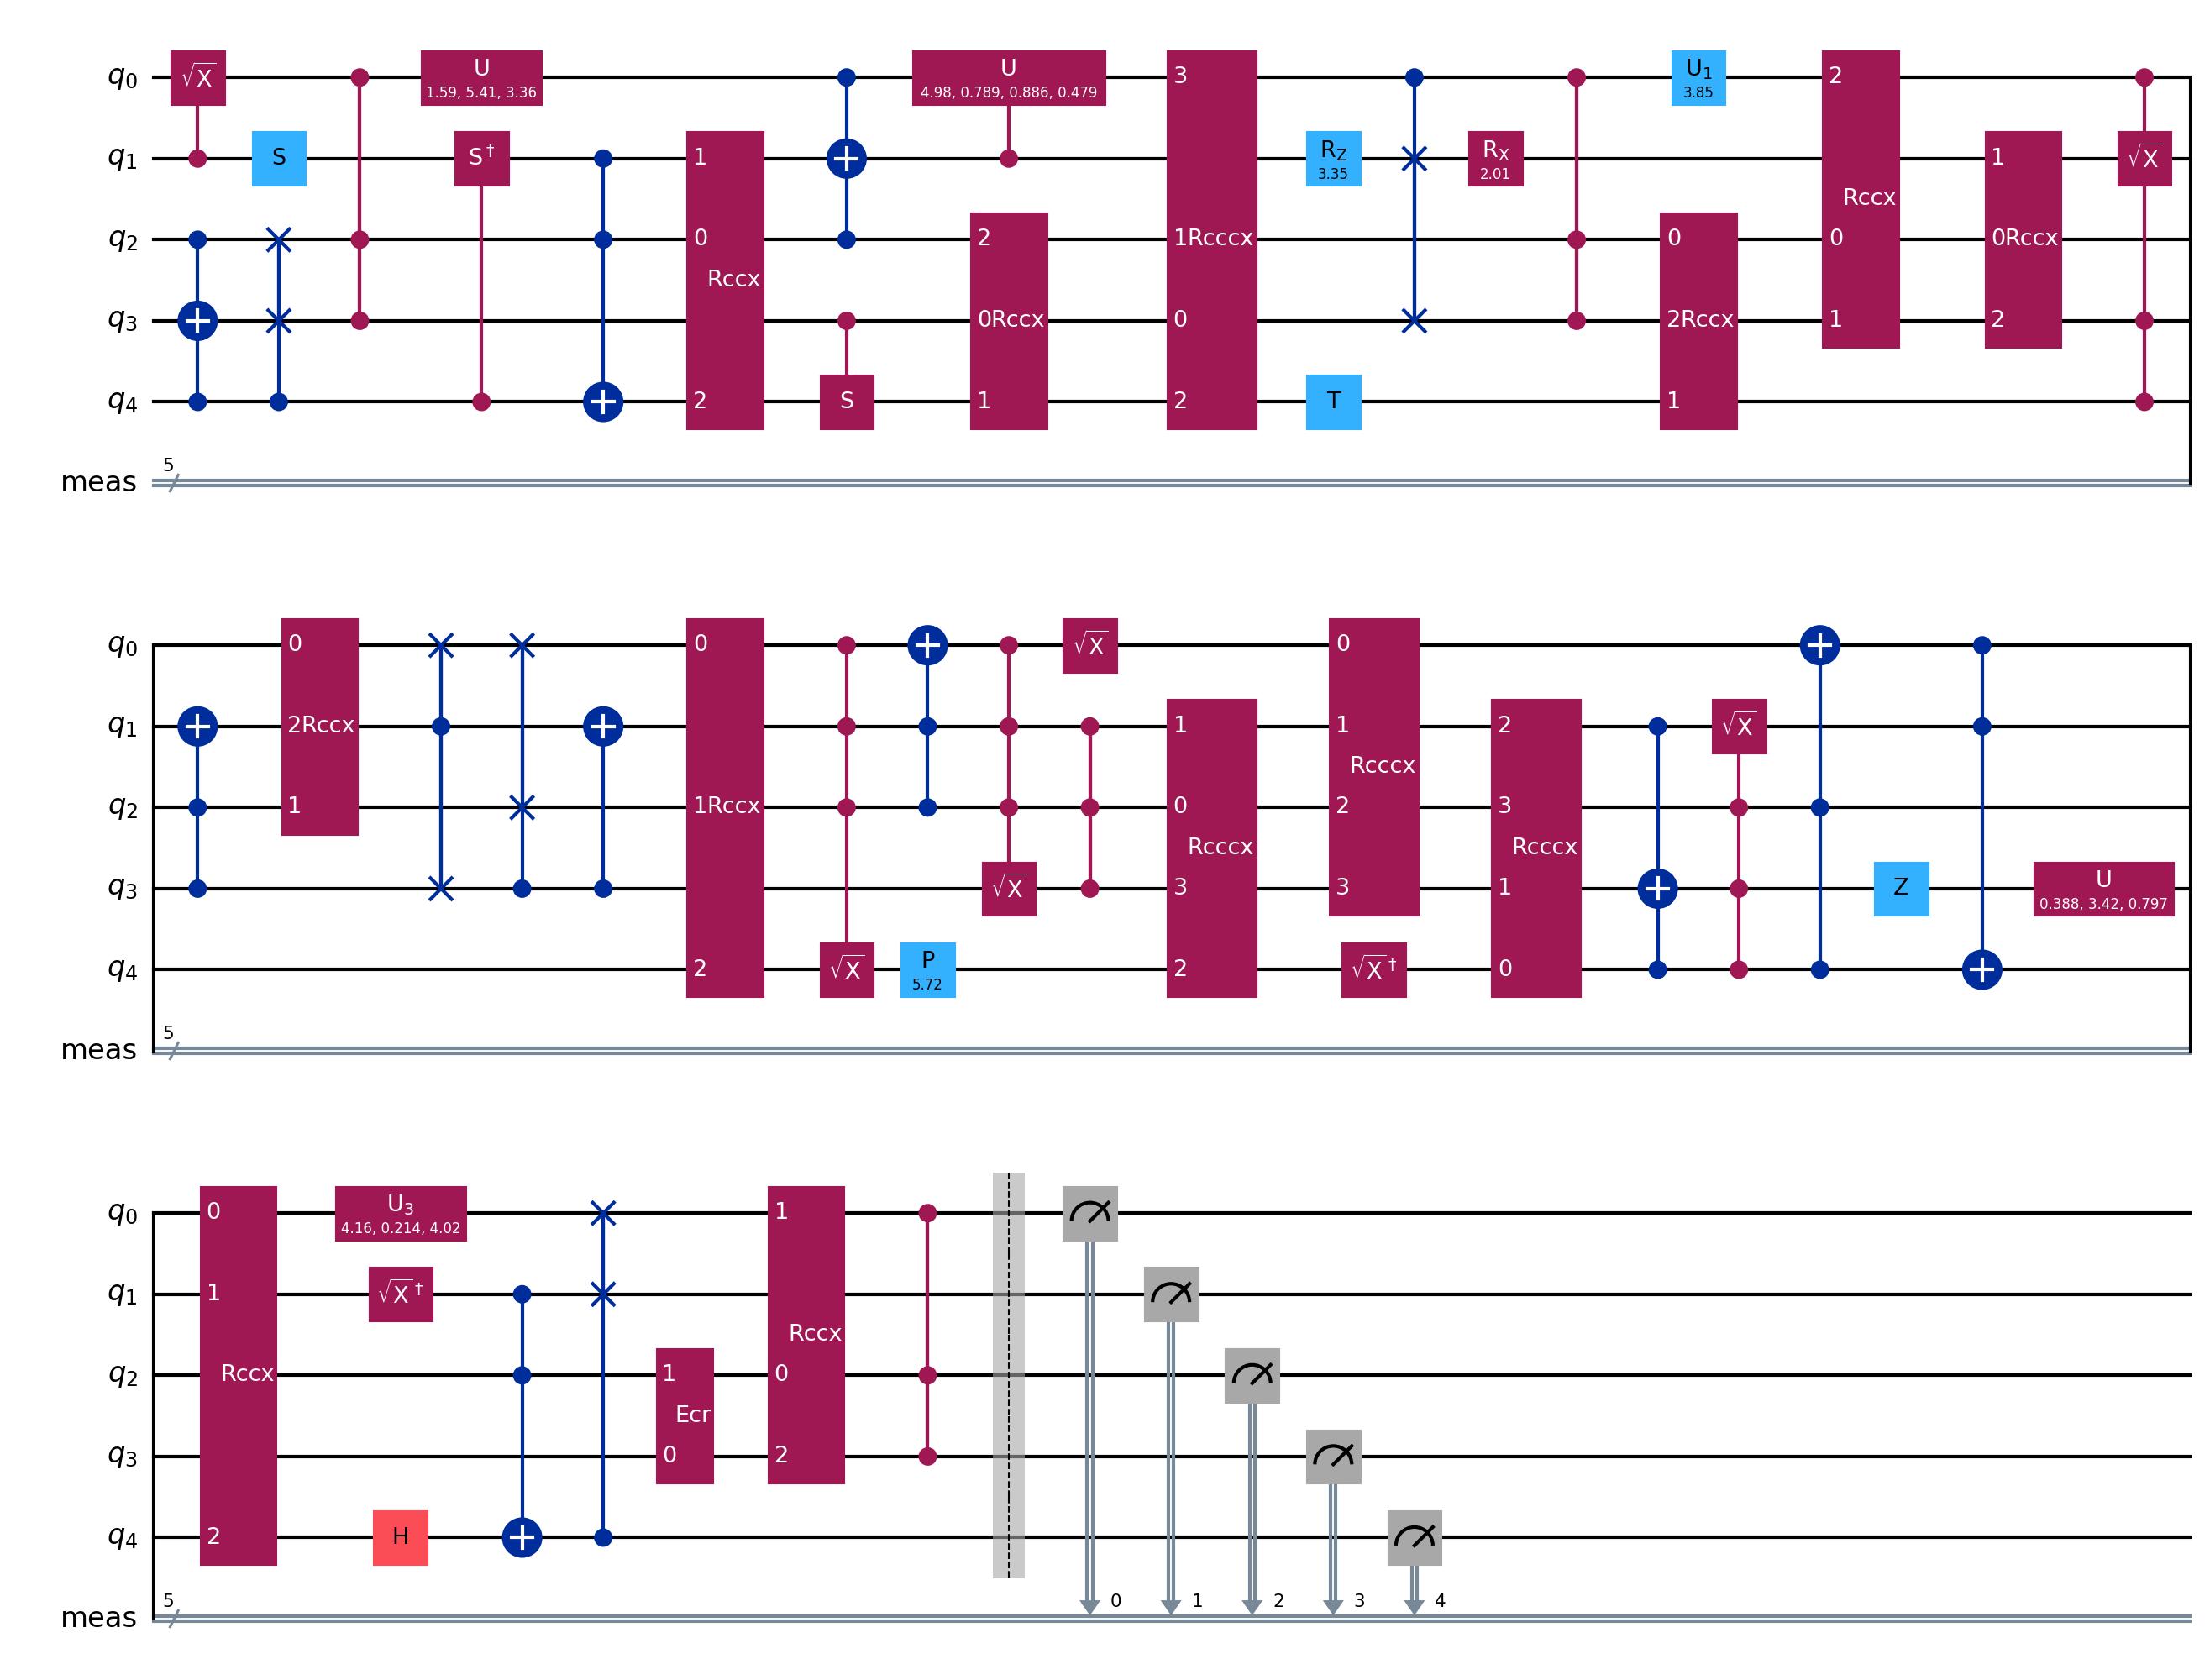 q0 √X U 1.59, 5.41, 3.36 U 4.98, 0.789, 0.886, 0.479 3 U1 3.85 2
q1 S S† 1 RZ 3.35 RX 2.01 1 √X
Rccx
q2 0 2 1Rcccx 0 0 0Rccx
Rccx
q3 0Rccx 0 2Rccx 1 2
q4 2 S 1 2 T 1
meas 5
q0 0 0 √X 0
q1 2Rccx 1 1 2 √X
Rcccx
q2 1 1Rccx 0 2 3
Rcccx Rcccx
q3 √X 3 3 1 Z U 0.388, 3.42, 0.797
q4 2 √X P 5.72 2 √X† 0
meas 5
q0 0 U3 4.16, 0.214, 4.02 1
q1 1 √X†
Rccx
q2 Rccx 1 0
Ecr
q3 0 2
q4 2 H
meas 5 0 1 2 3 4